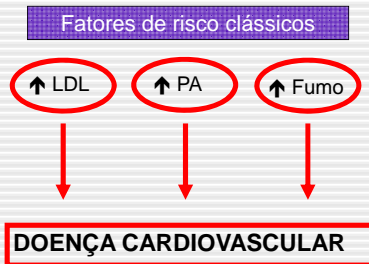 Fatores de risco clássicos
↑ LDL
↑ PA
↑ Fumo
DOENÇA CARDIOVASCULAR